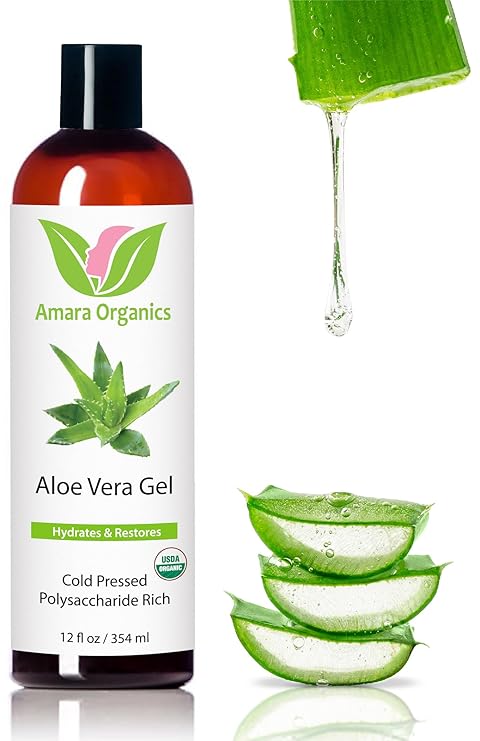 Amara Organics
Aloe Vera Gel
Hydrates & Restores
USDA
ORGANIC
Cold Pressed
Polysaccharide Rich
12 fl oz / 354 ml